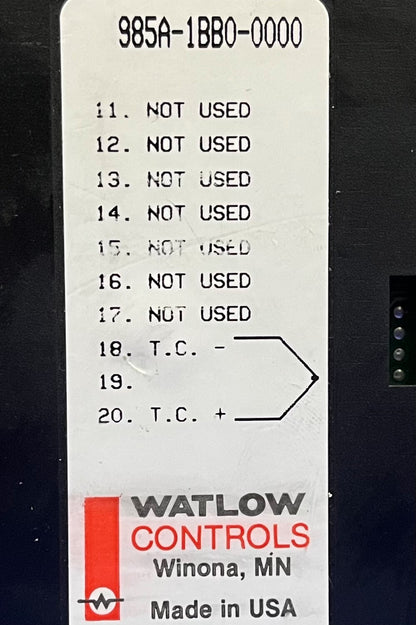 985A-1BB0-0000
11. NOT USED
12. NOT USED
13. NOT USED
14. NOT USED
15. NOT USED
16. NOT USED
17. NOT USED
18. T.C. -
19.
20. T.C. +
WATLOW
CONTROLS
Winona, MN
Made in USA